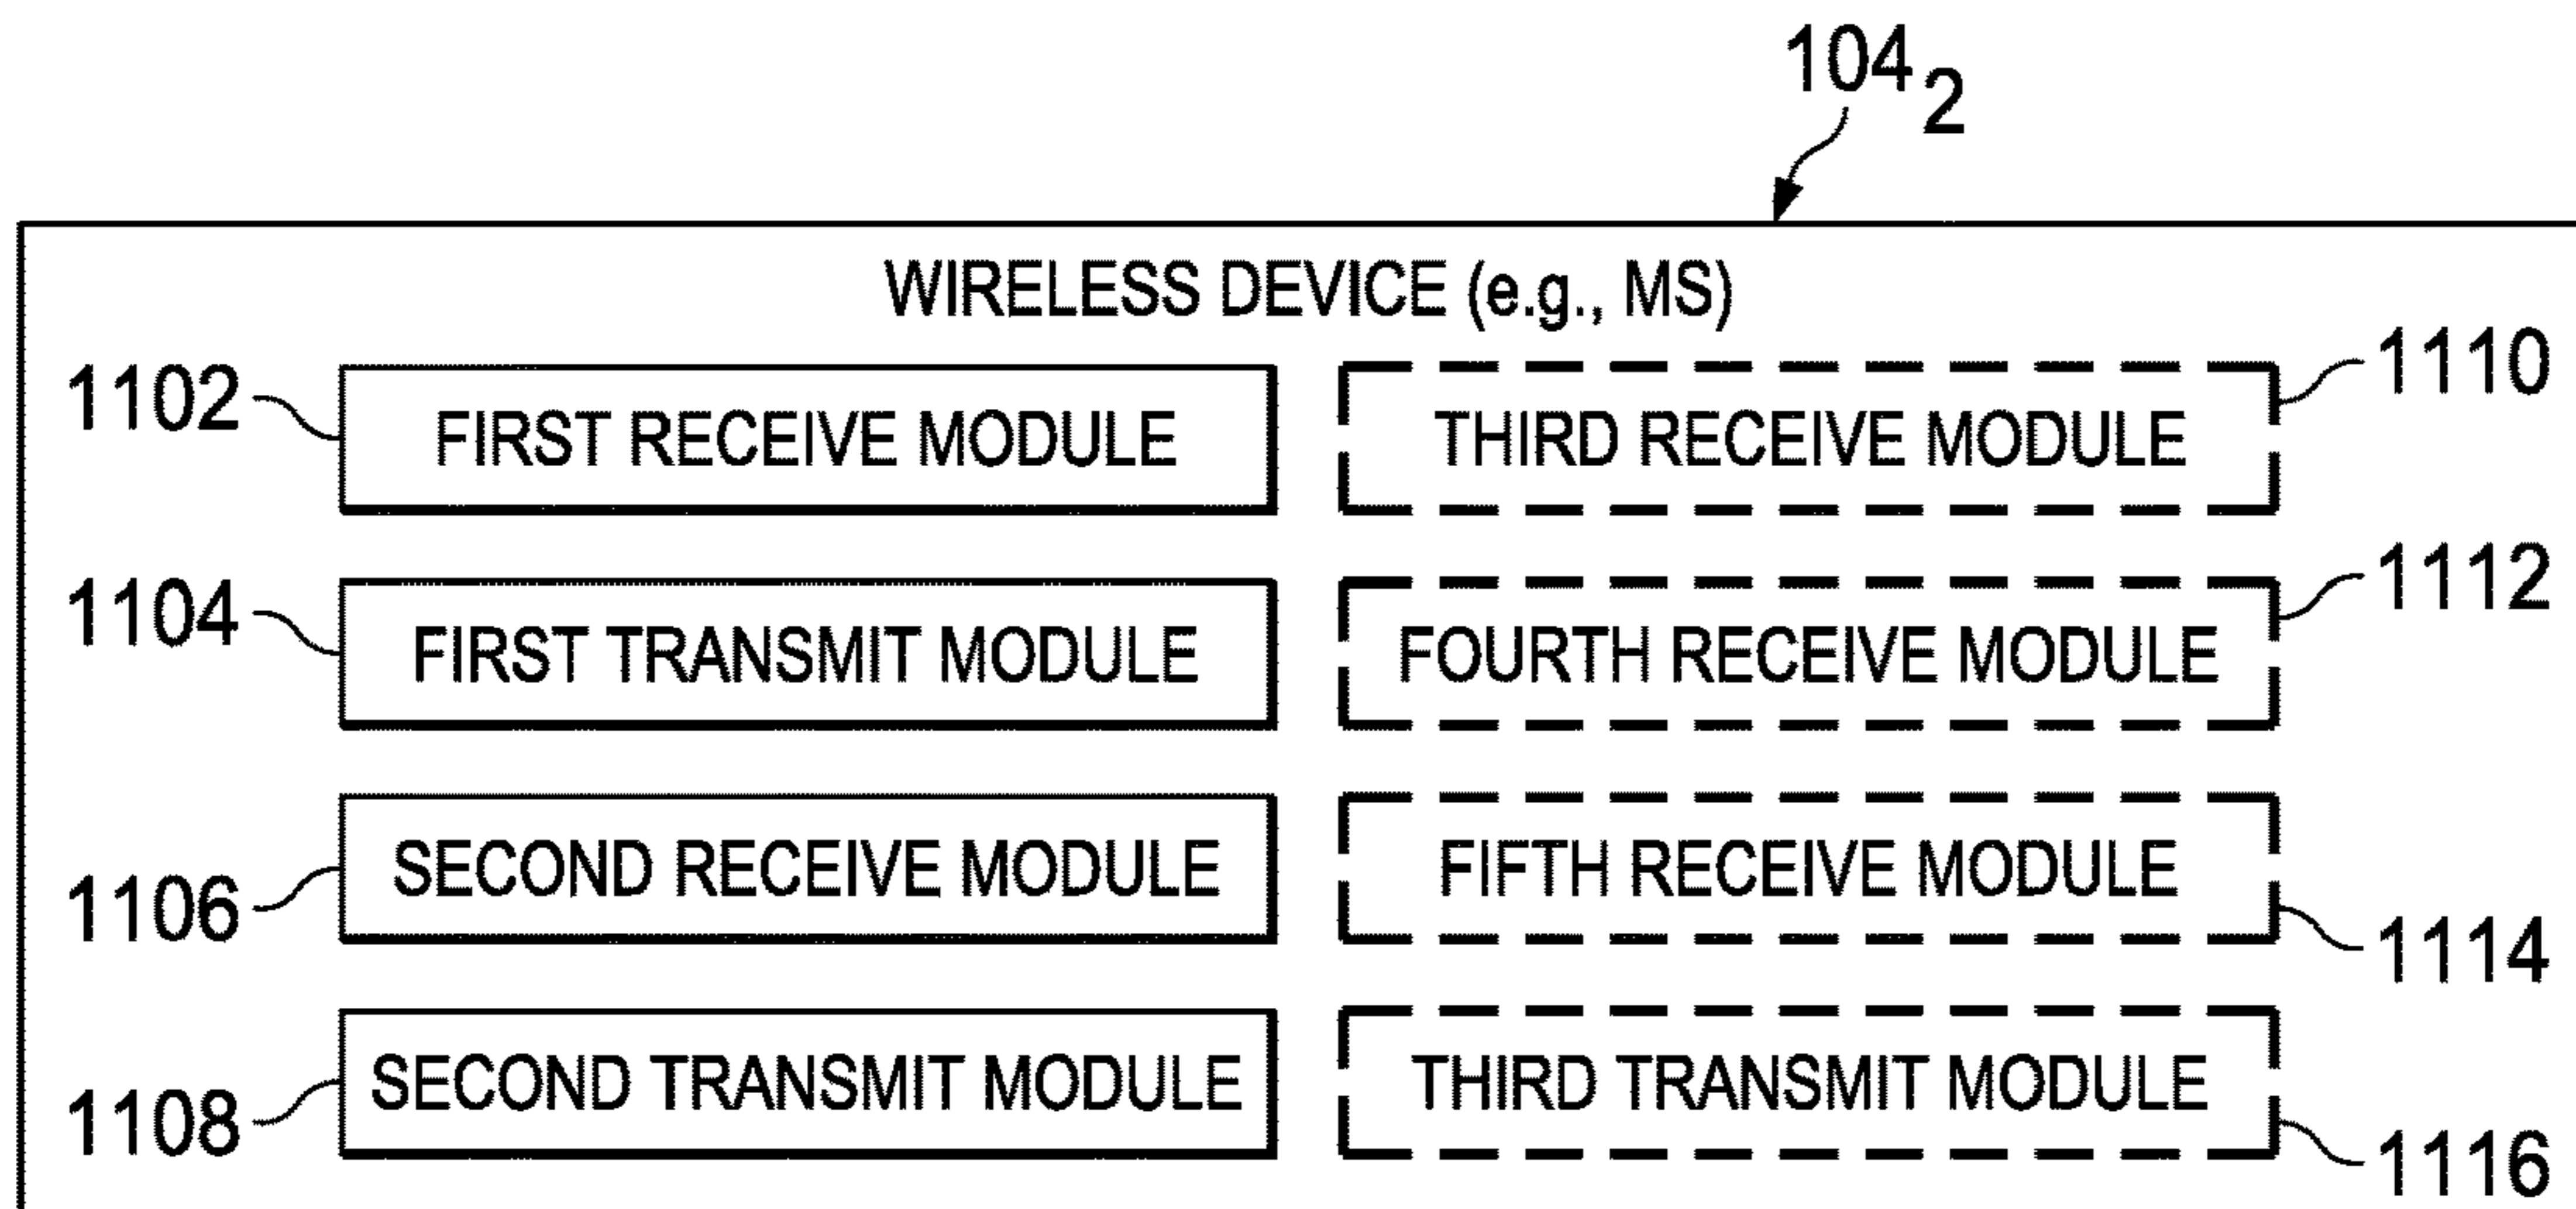 104₂
WIRELESS DEVICE (e.g., MS)
1102 FIRST RECEIVE MODULE THIRD RECEIVE MODULE 1110
1104 FIRST TRANSMIT MODULE FOURTH RECEIVE MODULE 1112
1106 SECOND RECEIVE MODULE FIFTH RECEIVE MODULE 1114
1108 SECOND TRANSMIT MODULE THIRD TRANSMIT MODULE 1116